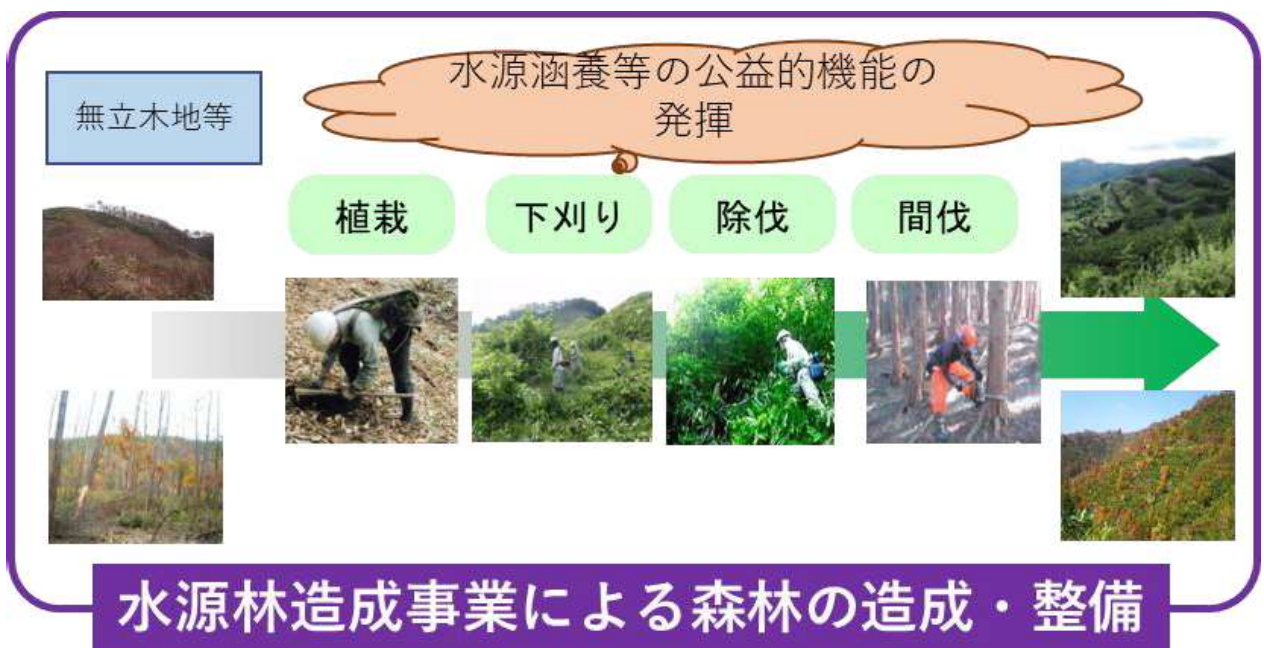 無立木地等
水源涵養等の公益的機能の
発揮
植栽
下刈り
除伐
間伐
水源林造成事業による森林の造成・整備